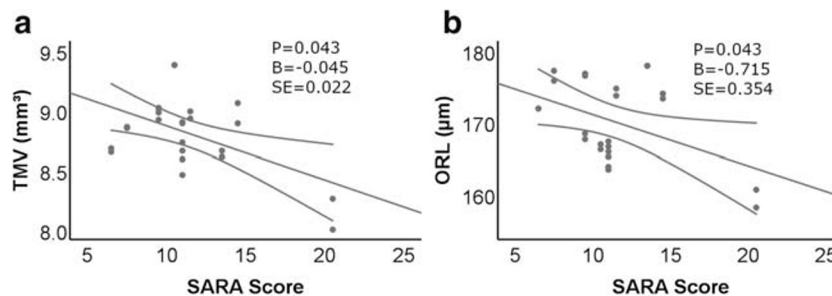 a
P=0.043
B=-0.045
SE=0.022
TMV (mm³)
9.5
9.0
8.5
8.0
5 10 15 20 25
SARA Score
b
P=0.043
B=-0.715
SE=0.354
ORL (µm)
180
170
160
5 10 15 20 25
SARA Score